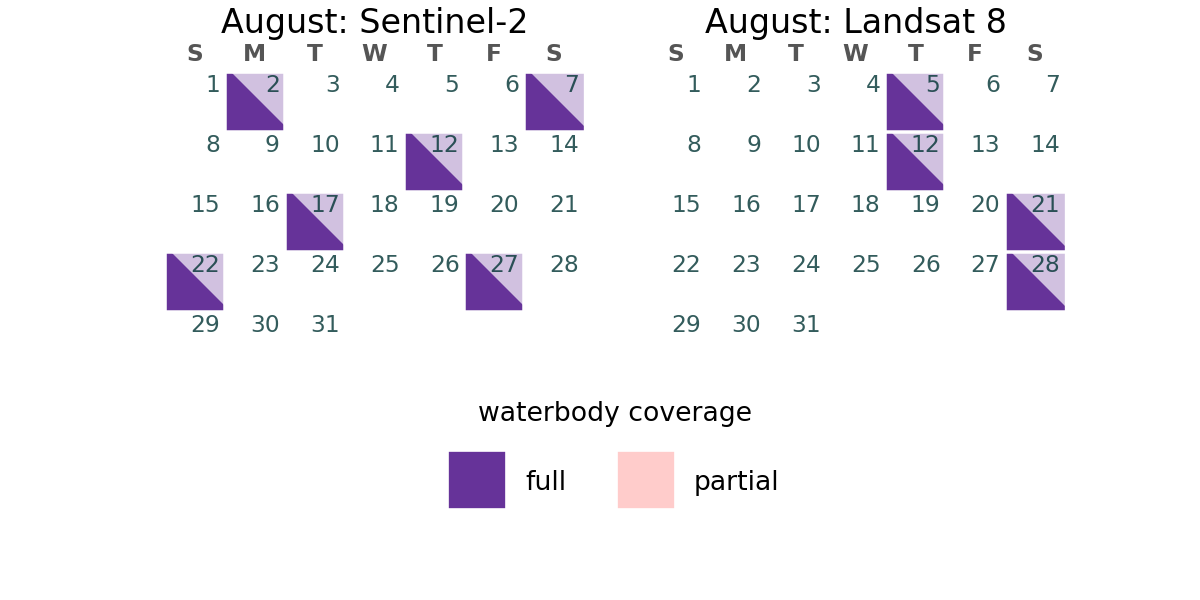 August: Sentinel-2
S M T W T F S
1 2 3 4 5 6 7
8 9 10 11 12 13 14
15 16 17 18 19 20 21
22 23 24 25 26 27 28
29 30 31
August: Landsat 8
S M T W T F S
1 2 3 4 5 6 7
8 9 10 11 12 13 14
15 16 17 18 19 20 21
22 23 24 25 26 27 28
29 30 31
waterbody coverage
full partial